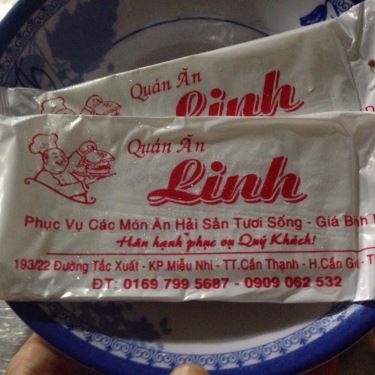 Quán Ăn
Linh
Quán Ăn
Linh
Phục Vụ Các Món Ăn Hải Sản Tươi Sống - Giá Bình
Hân hạnh phục vụ Quý Khách!
193/22 Đường Tắc Xuất - KP.Miễu Nhì - TT.Cần Thạnh - H.Cần Giờ
ĐT: 0169 799 5687 - 0909 062 532